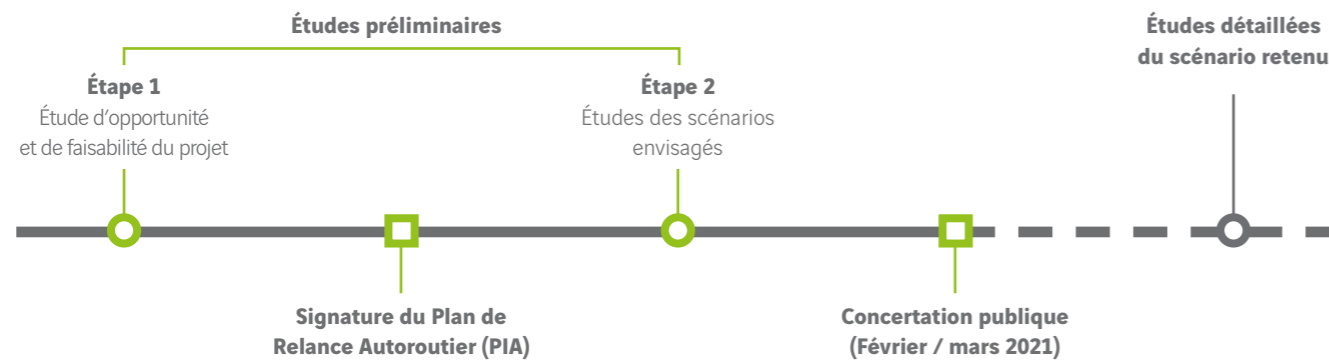 Études préliminaires
Étape 1
Étude d'opportunité
et de faisabilité du projet
Étape 2
Études des scénarios
envisagés
Études détaillées
du scénario retenu
Signature du Plan de
Relance Autoroutier (PIA)
Concertation publique
(Février / mars 2021)